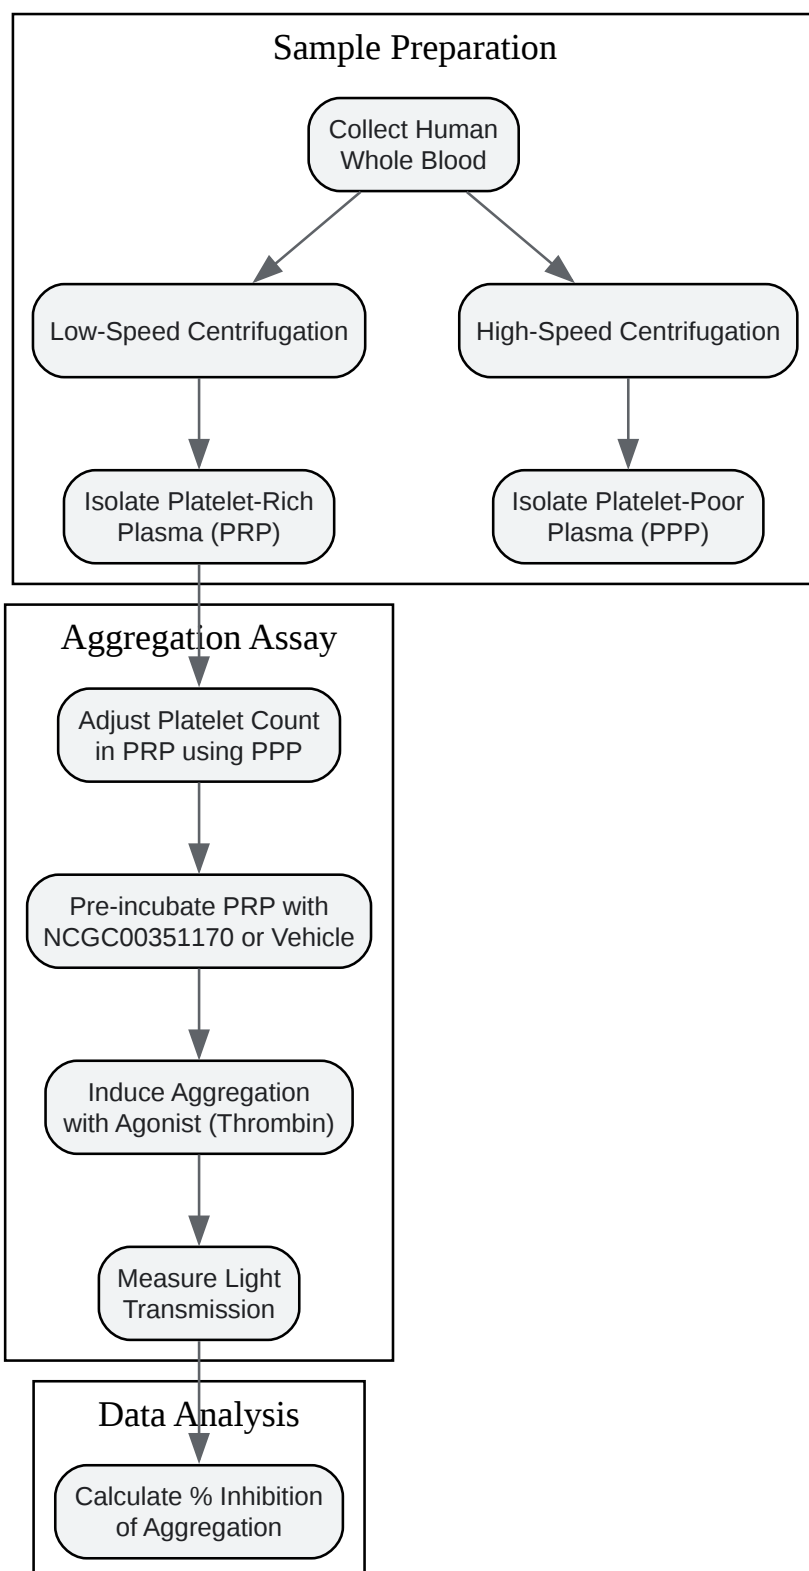 Sample Preparation
Collect Human
Whole Blood
Low-Speed Centrifugation
High-Speed Centrifugation
Isolate Platelet-Rich
Plasma (PRP)
Isolate Platelet-Poor
Plasma (PPP)
Aggregation Assay
Adjust Platelet Count
in PRP using PPP
Pre-incubate PRP with
NCGC00351170 or Vehicle
Induce Aggregation
with Agonist (Thrombin)
Measure Light
Transmission
Data Analysis
Calculate % Inhibition
of Aggregation